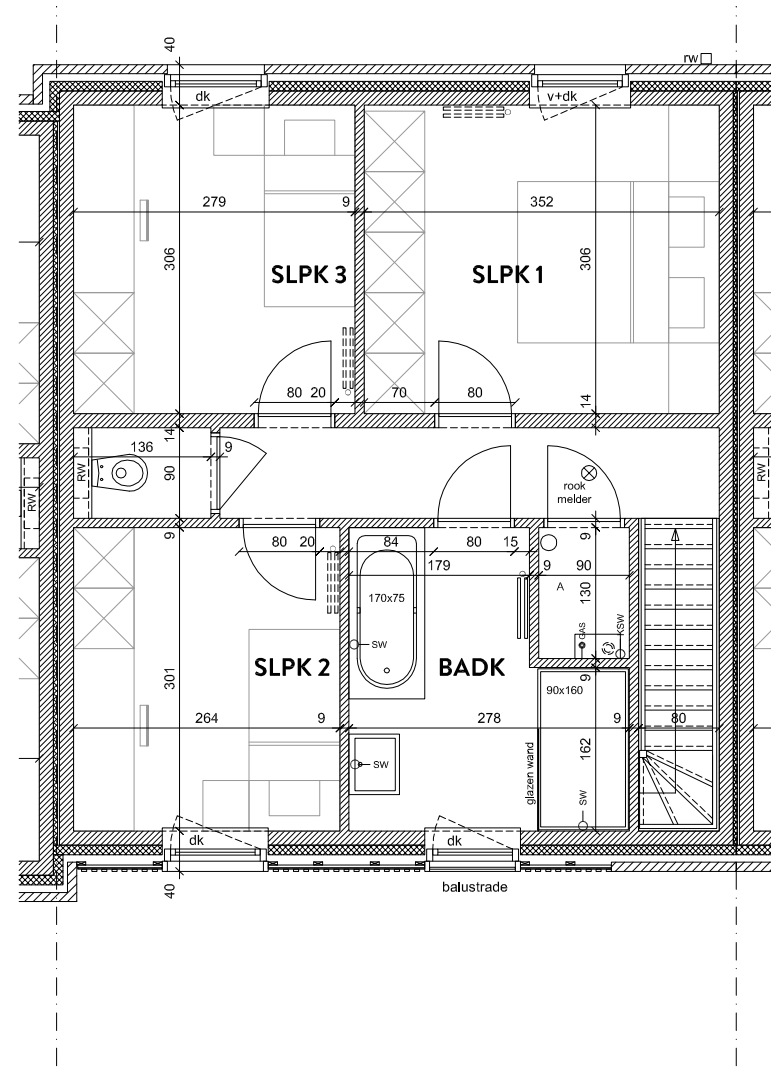 40
rw
dk
v+dk
279
9
352
306
306
SLPK 3
SLPK 1
80
20
70
80
14
14
136
9
90
RW
RW
RW
rook
melder
9
80
20
84
80
15
9
179
9
90
170x75
A
130
GAS
KSW
SW
301
SLPK 2
BADK
9
90x160
264
9
278
9
80
162
glazen wand
SW
SW
dk
dk
40
balustrade